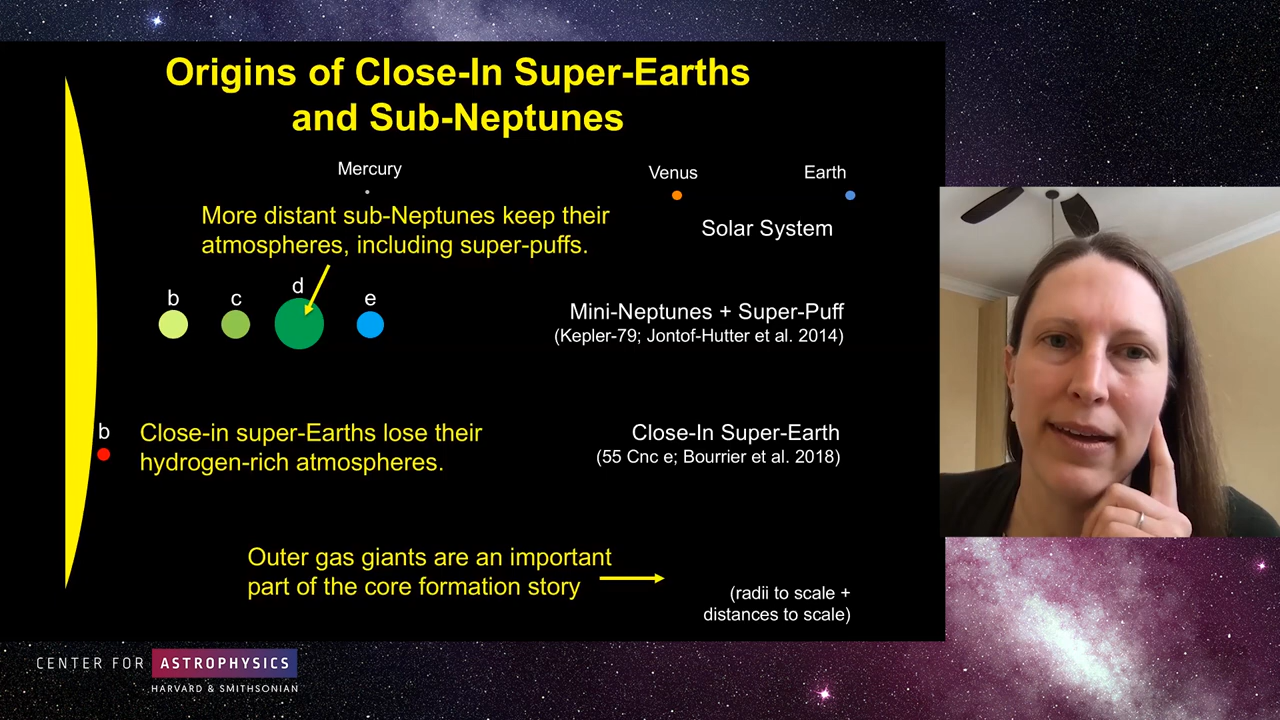 Origins of Close-In Super-Earths
and Sub-Neptunes
Mercury
Venus
Earth
More distant sub-Neptunes keep their
atmospheres, including super-puffs.
Solar System
b
c
d
e
Mini-Neptunes + Super-Puff
(Kepler-79; Jontof-Hutter et al. 2014)
b
Close-in super-Earths lose their
hydrogen-rich atmospheres.
Close-In Super-Earth
(55 Cnc e; Bourrier et al. 2018)
Outer gas giants are an important
part of the core formation story
(radii to scale +
distances to scale)
CENTER FOR ASTROPHYSICS
HARVARD & SMITHSONIAN